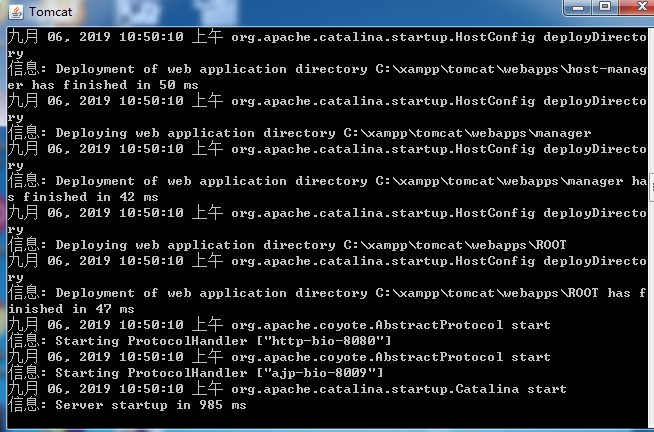 Tomcat
九月 06, 2019 10:50:10 上午 org.apache.catalina.startup.HostConfig deployDirecto
ry
信息: Deployment of web application directory C:\xampp\tomcat\webapps\host-manag
er has finished in 50 ms
九月 06, 2019 10:50:10 上午 org.apache.catalina.startup.HostConfig deployDirecto
ry
信息: Deploying web application directory C:\xampp\tomcat\webapps\manager
九月 06, 2019 10:50:10 上午 org.apache.catalina.startup.HostConfig deployDirecto
ry
信息: Deployment of web application directory C:\xampp\tomcat\webapps\manager ha
s finished in 42 ms
九月 06, 2019 10:50:10 上午 org.apache.catalina.startup.HostConfig deployDirecto
ry
信息: Deploying web application directory C:\xampp\tomcat\webapps\ROOT
九月 06, 2019 10:50:10 上午 org.apache.catalina.startup.HostConfig deployDirecto
ry
信息: Deployment of web application directory C:\xampp\tomcat\webapps\ROOT has f
inished in 47 ms
九月 06, 2019 10:50:10 上午 org.apache.coyote.AbstractProtocol start
信息: Starting ProtocolHandler ["http-bio-8080"]
九月 06, 2019 10:50:10 上午 org.apache.coyote.AbstractProtocol start
信息: Starting ProtocolHandler ["ajp-bio-8009"]
九月 06, 2019 10:50:10 上午 org.apache.catalina.startup.Catalina start
信息: Server startup in 985 ms